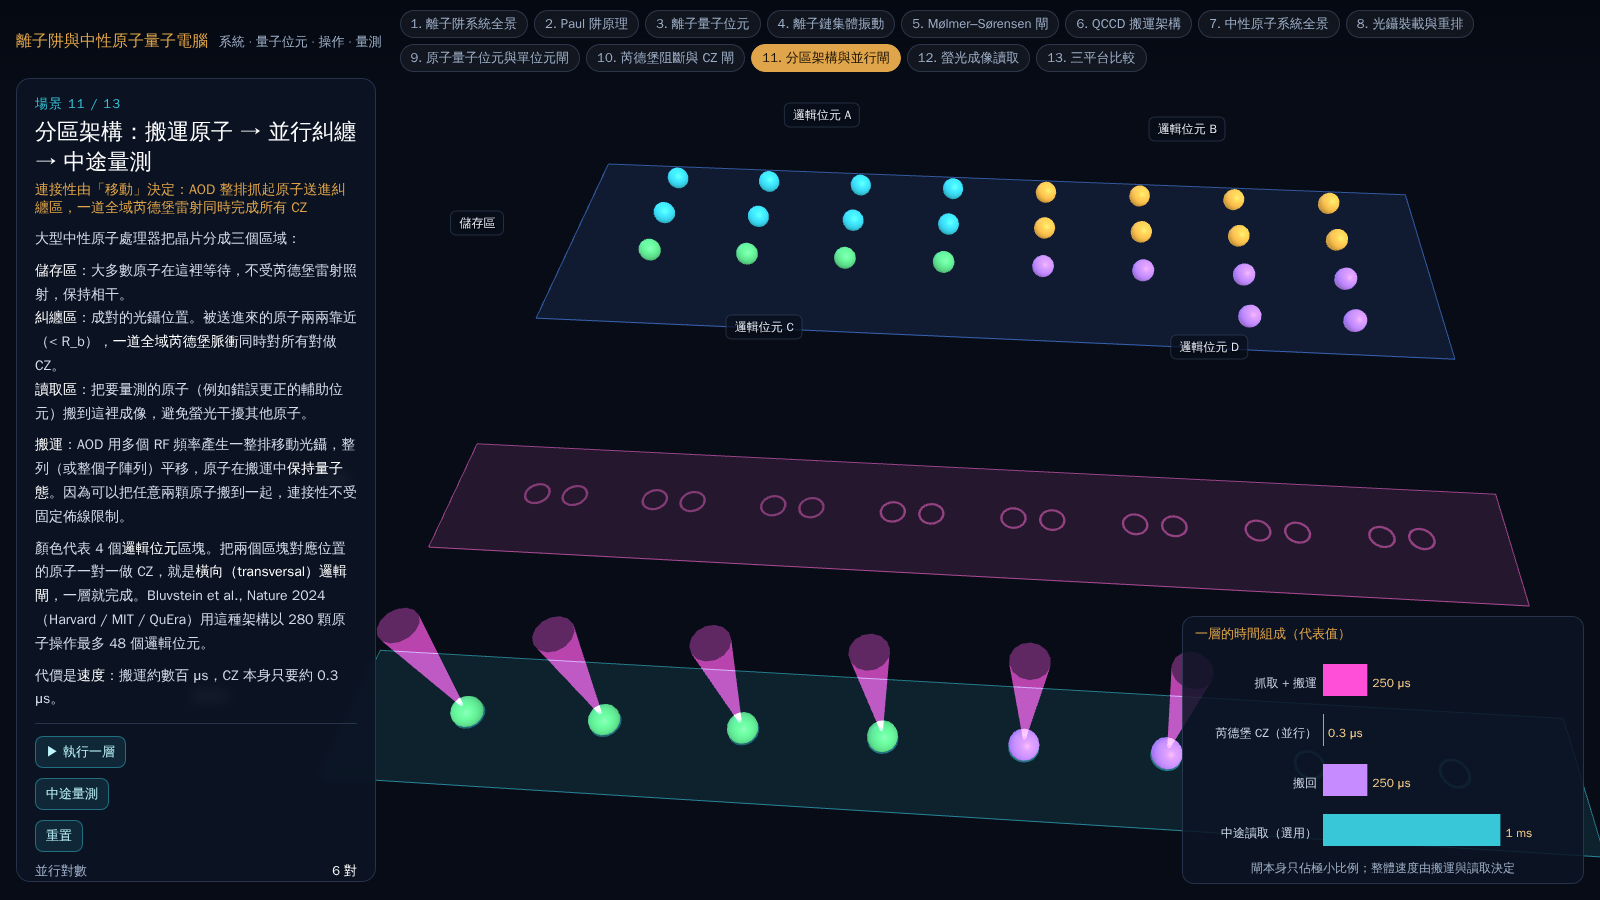 離子阱與中性原子量子電腦
系統 · 量子位元 · 操作 · 量測
1. 離子阱系統全景
2. Paul 阱原理
3. 離子量子位元
4. 離子鏈集體振動
5. Mølmer–Sørensen 閘
6. QCCD 搬運架構
7. 中性原子系統全景
8. 光鑷裝載與重排
9. 原子量子位元與單位元閘
10. 芮德堡阻斷與 CZ 閘
11. 分區架構與並行閘
12. 螢光成像讀取
13. 三平台比較
場景 11 / 13
分區架構：搬運原子 → 並行糾纏
→ 中途量測
連接性由「移動」決定：AOD 整排抓起原子送進糾
纏區，一道全域芮德堡雷射同時完成所有 CZ
大型中性原子處理器把晶片分成三個區域：
儲存區：大多數原子在這裡等待，不受芮德堡雷射照
射，保持相干。
糾纏區：成對的光鑷位置。被送進來的原子兩兩靠近
（< R_b），一道全域芮德堡脈衝同時對所有對做
CZ。
讀取區：把要量測的原子（例如錯誤更正的輔助位
元）搬到這裡成像，避免螢光干擾其他原子。
搬運：AOD 用多個 RF 頻率產生一整排移動光鑷，整
列（或整個子陣列）平移，原子在搬運中保持量子
態。因為可以把任意兩顆原子搬到一起，連接性不受
固定佈線限制。
顏色代表 4 個邏輯位元區塊。把兩個區塊對應位置
的原子一對一做 CZ，就是橫向（transversal）邏輯
閘，一層就完成。Bluvstein et al., Nature 2024
（Harvard / MIT / QuEra）用這種架構以 280 顆原
子操作最多 48 個邏輯位元。
代價是速度：搬運約數百 μs，CZ 本身只要約 0.3
μs。
▶ 執行一層
中途量測
重置
並行對數
6 對
邏輯位元 A
邏輯位元 B
儲存區
邏輯位元 C
邏輯位元 D
一層的時間組成（代表值）
抓取 + 搬運
250 μs
芮德堡 CZ（並行）
0.3 μs
搬回
250 μs
中途讀取（選用）
1 ms
閘本身只佔極小比例；整體速度由搬運與讀取決定